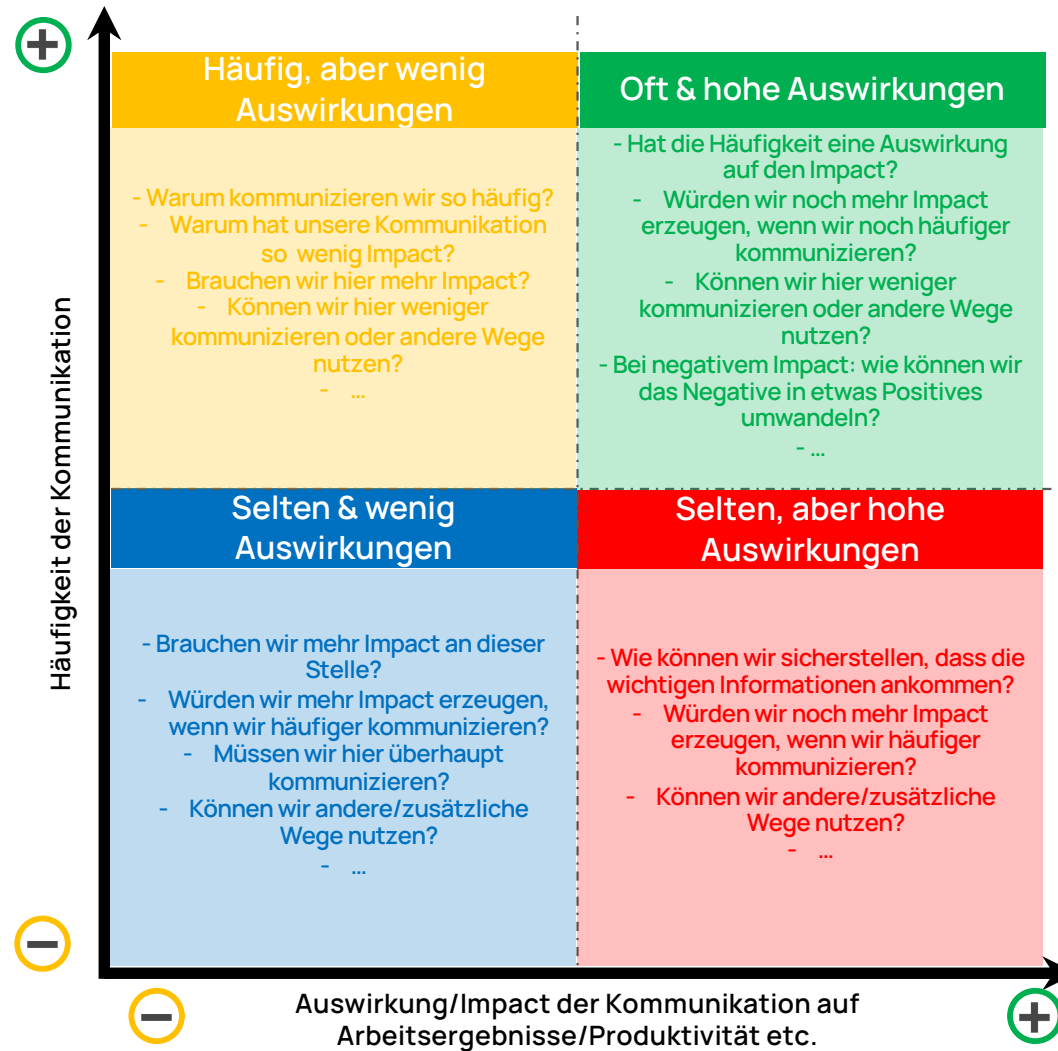 Häufigkeit der Kommunikation
Häufig, aber wenig
Auswirkungen
- Warum kommunizieren wir so häufig?
- Warum hat unsere Kommunikation
so wenig Impact?
- Brauchen wir hier mehr Impact?
- Können wir hier weniger
kommunizieren oder andere Wege
nutzen?
- ...
Oft & hohe Auswirkungen
- Hat die Häufigkeit eine Auswirkung
auf den Impact?
- Würden wir noch mehr Impact
erzeugen, wenn wir noch häufiger
kommunizieren?
- Können wir hier weniger
kommunizieren oder andere Wege
nutzen?
- Bei negativem Impact: wie können wir
das Negative in etwas Positives
umwandeln?
- ...
Selten & wenig
Auswirkungen
- Brauchen wir mehr Impact an dieser
Stelle?
- Würden wir mehr Impact erzeugen,
wenn wir häufiger kommunizieren?
- Müssen wir hier überhaupt
kommunizieren?
- Können wir andere/zusätzliche
Wege nutzen?
- ...
Selten, aber hohe
Auswirkungen
- Wie können wir sicherstellen, dass die
wichtigen Informationen ankommen?
- Würden wir noch mehr Impact
erzeugen, wenn wir häufiger
kommunizieren?
- Können wir andere/zusätzliche
Wege nutzen?
- ...
Auswirkung/Impact der Kommunikation auf
Arbeitsergebnisse/Produktivität etc.